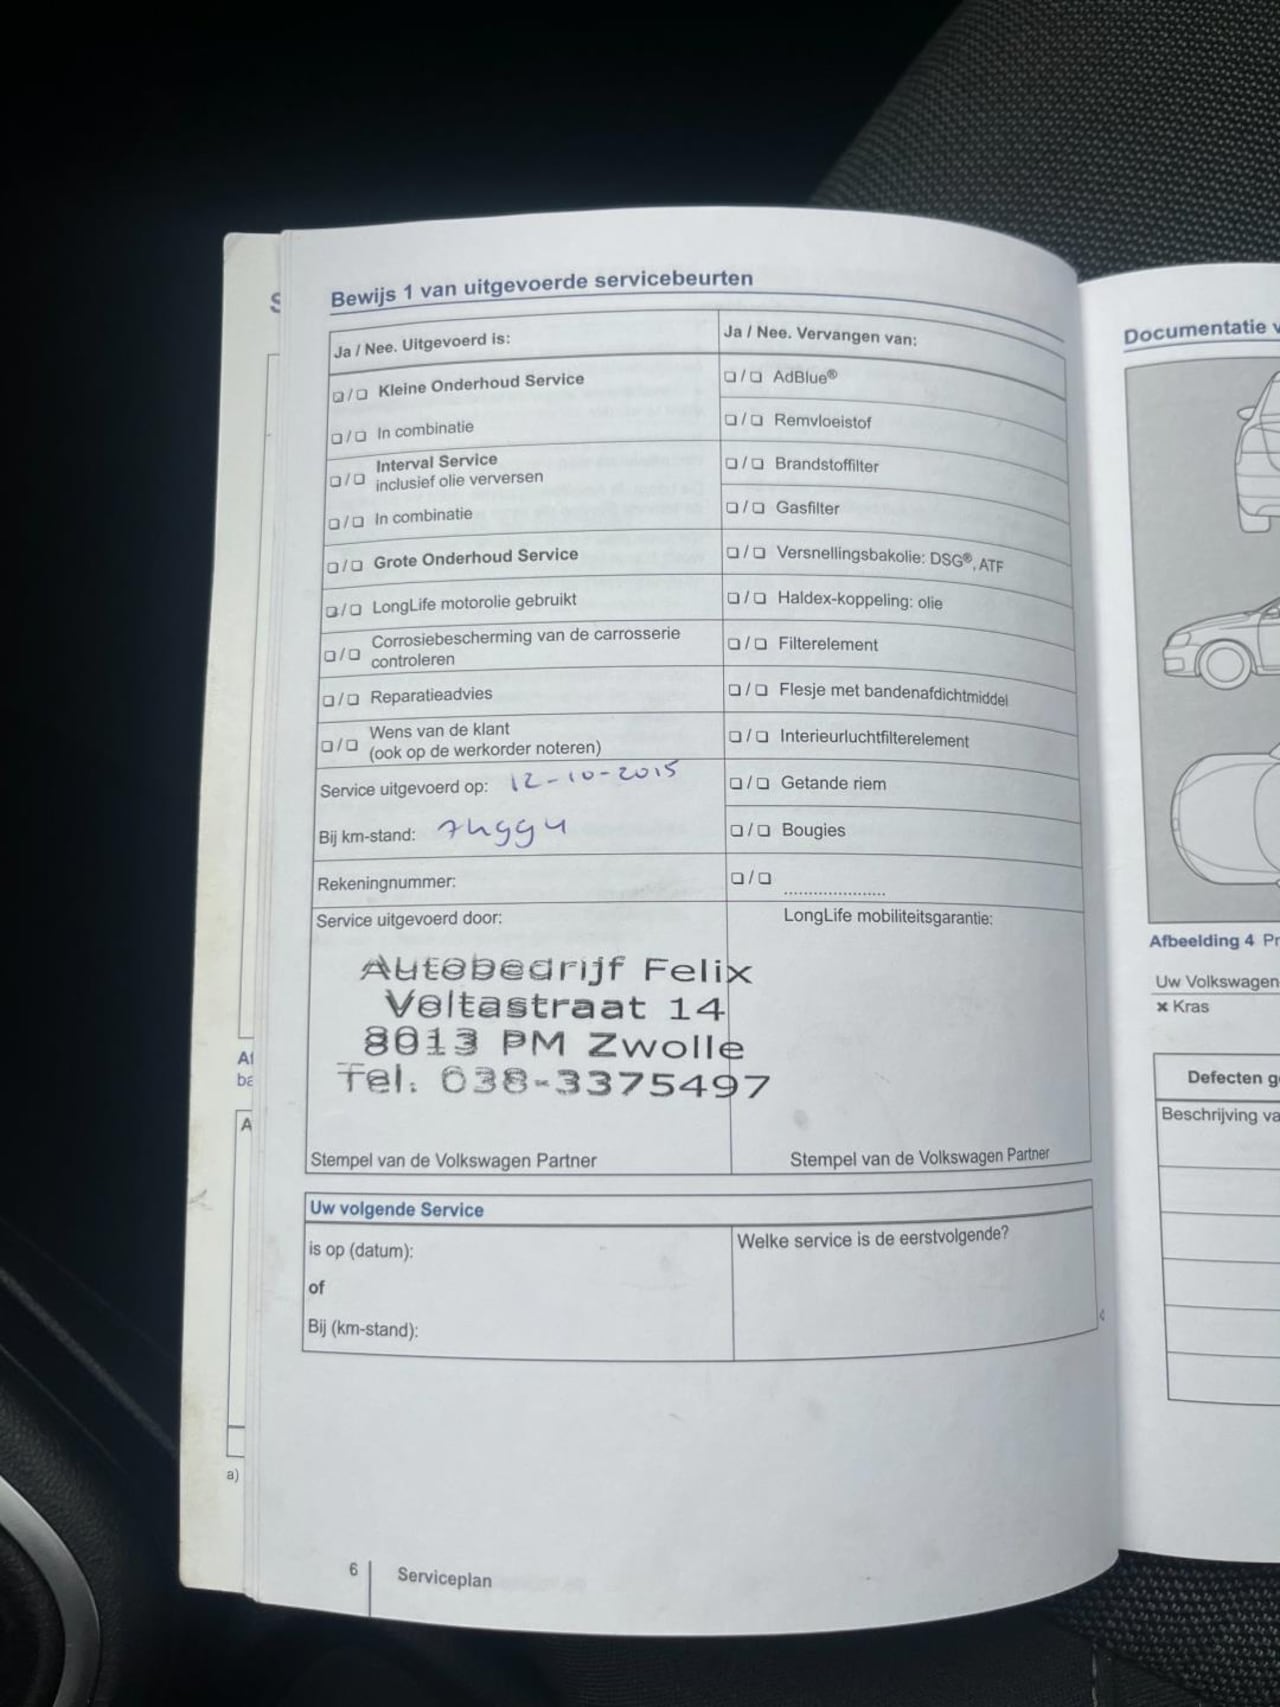 Bewijs 1 van uitgevoerde servicebeurten
Ja / Nee. Uitgevoerd is:
❏/❏ Kleine Onderhoud Service
❏/❏ In combinatie
❏/❏ Interval Service
inclusief olie verversen
❏/❏ In combinatie
❏/❏ Grote Onderhoud Service
❏/❏ LongLife motorolie gebruikt
❏/❏ Corrosiebescherming van de carrosserie
controleren
❏/❏ Reparatieadvies
❏/❏ Wens van de klant
(ook op de werkorder noteren)
Service uitgevoerd op: 12-10-2015
Bij km-stand: 74994
Rekeningnummer:
Service uitgevoerd door:
Autobedrijf Felix
Voltastraat 14
8013 PM Zwolle
Tel. 038-3375497
Stempel van de Volkswagen Partner
Ja / Nee. Vervangen van:
❏/❏ AdBlue®
❏/❏ Remvloeistof
❏/❏ Brandstoffilter
❏/❏ Gasfilter
❏/❏ Versnellingsbakolie: DSG®, ATF
❏/❏ Haldex-koppeling: olie
❏/❏ Filterelement
❏/❏ Flesje met bandenafdichtmiddel
❏/❏ Interieurluchtfilterelement
❏/❏ Getande riem
❏/❏ Bougies
❏/❏ .....................
LongLife mobiliteitsgarantie:
Stempel van de Volkswagen Partner
Uw volgende Service
is op (datum):
of
Bij (km-stand):
Welke service is de eerstvolgende?
6
Serviceplan
a)
Documentatie
Afbeelding 4
Uw Volkswagen
✖ Kras
Defecten
Beschrijving